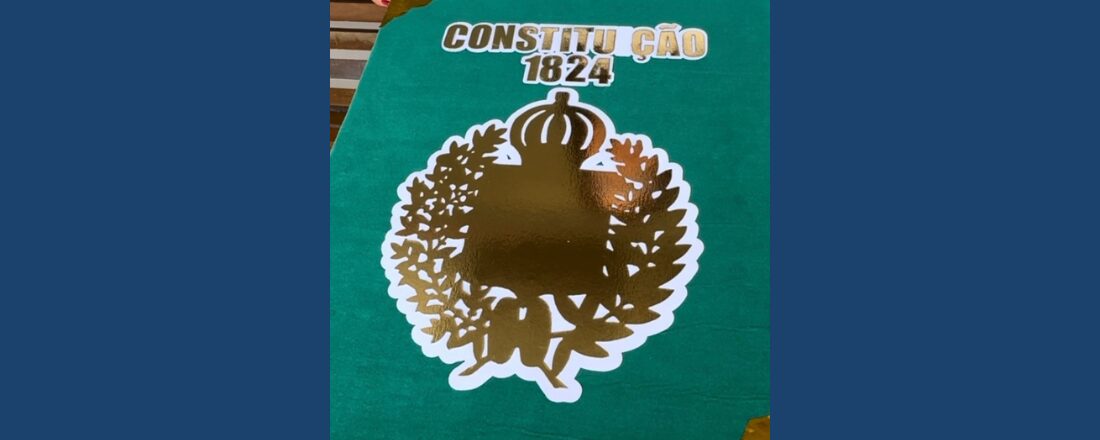 CONSTITU ÇÃO
1824